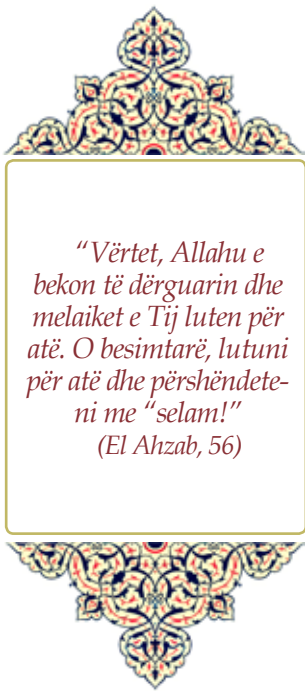 “Vërtet, Allahu e
bekon të dërguarin dhe
melaiket e Tij luten për
atë. O besimtarë, lutuni
për atë dhe përshëndete-
ni me “selam!”
(El Ahzab, 56)